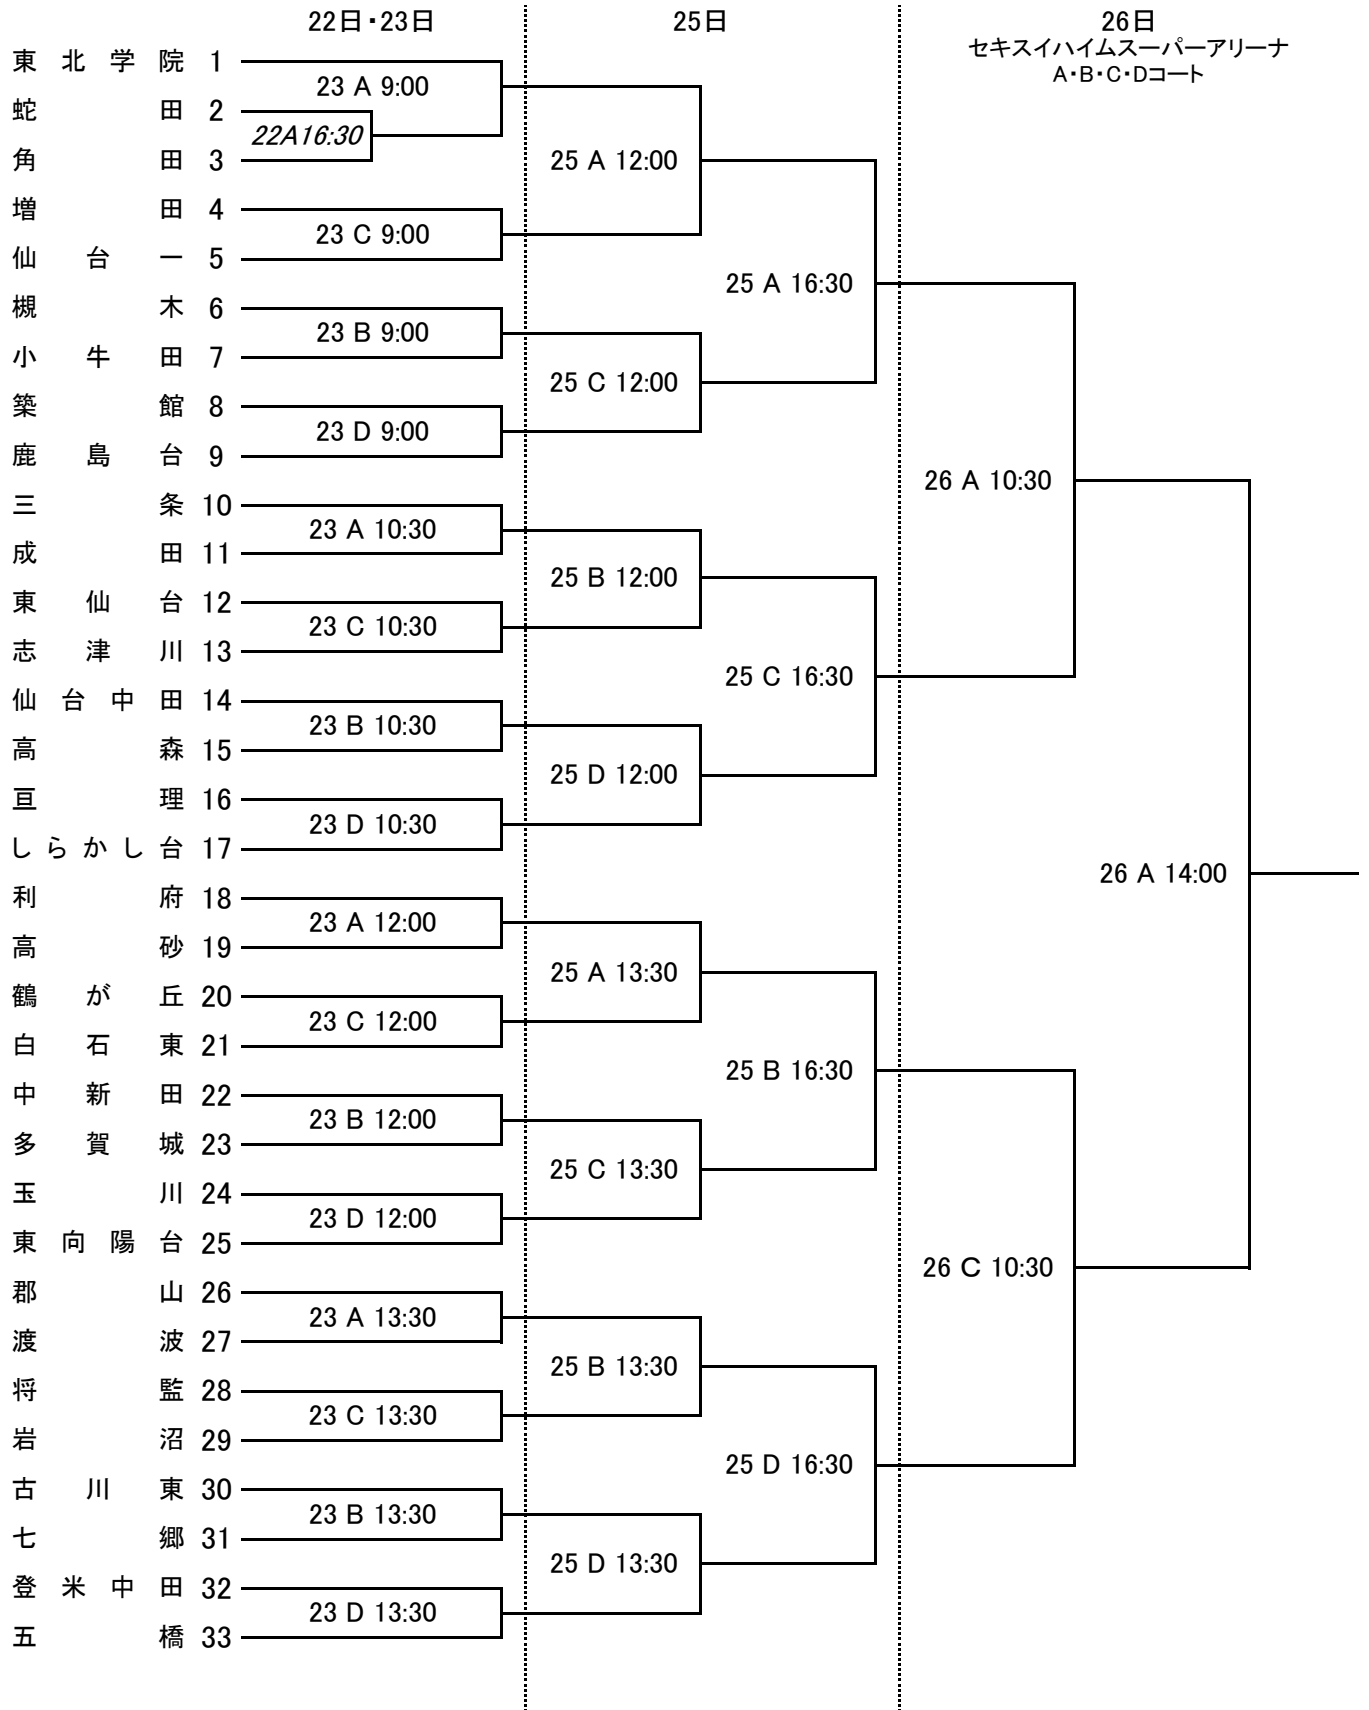 22日・23日
25日
26日
セキスイハイムスーパーアリーナ
A・B・C・Dコート
東北学院 1
23 A 9:00
蛇田 2
22A16:30
角田 3
25 A 12:00
増田 4
23 C 9:00
仙台一 5
25 A 16:30
槻木 6
23 B 9:00
小牛田 7
25 C 12:00
築館 8
23 D 9:00
鹿島台 9
26 A 10:30
三条 10
23 A 10:30
成田 11
25 B 12:00
東仙台 12
23 C 10:30
志津川 13
25 C 16:30
仙台中田 14
23 B 10:30
高森 15
25 D 12:00
亘理 16
23 D 10:30
しらかし台 17
26 A 14:00
利府 18
23 A 12:00
高砂 19
25 A 13:30
鶴が丘 20
23 C 12:00
白石東 21
25 B 16:30
中新田 22
23 B 12:00
多賀城 23
25 C 13:30
玉川 24
23 D 12:00
東向陽台 25
26 C 10:30
郡山 26
23 A 13:30
渡波 27
25 B 13:30
将監 28
23 C 13:30
岩沼 29
25 D 16:30
古川東 30
23 B 13:30
七郷 31
25 D 13:30
登米中田 32
23 D 13:30
五橋 33